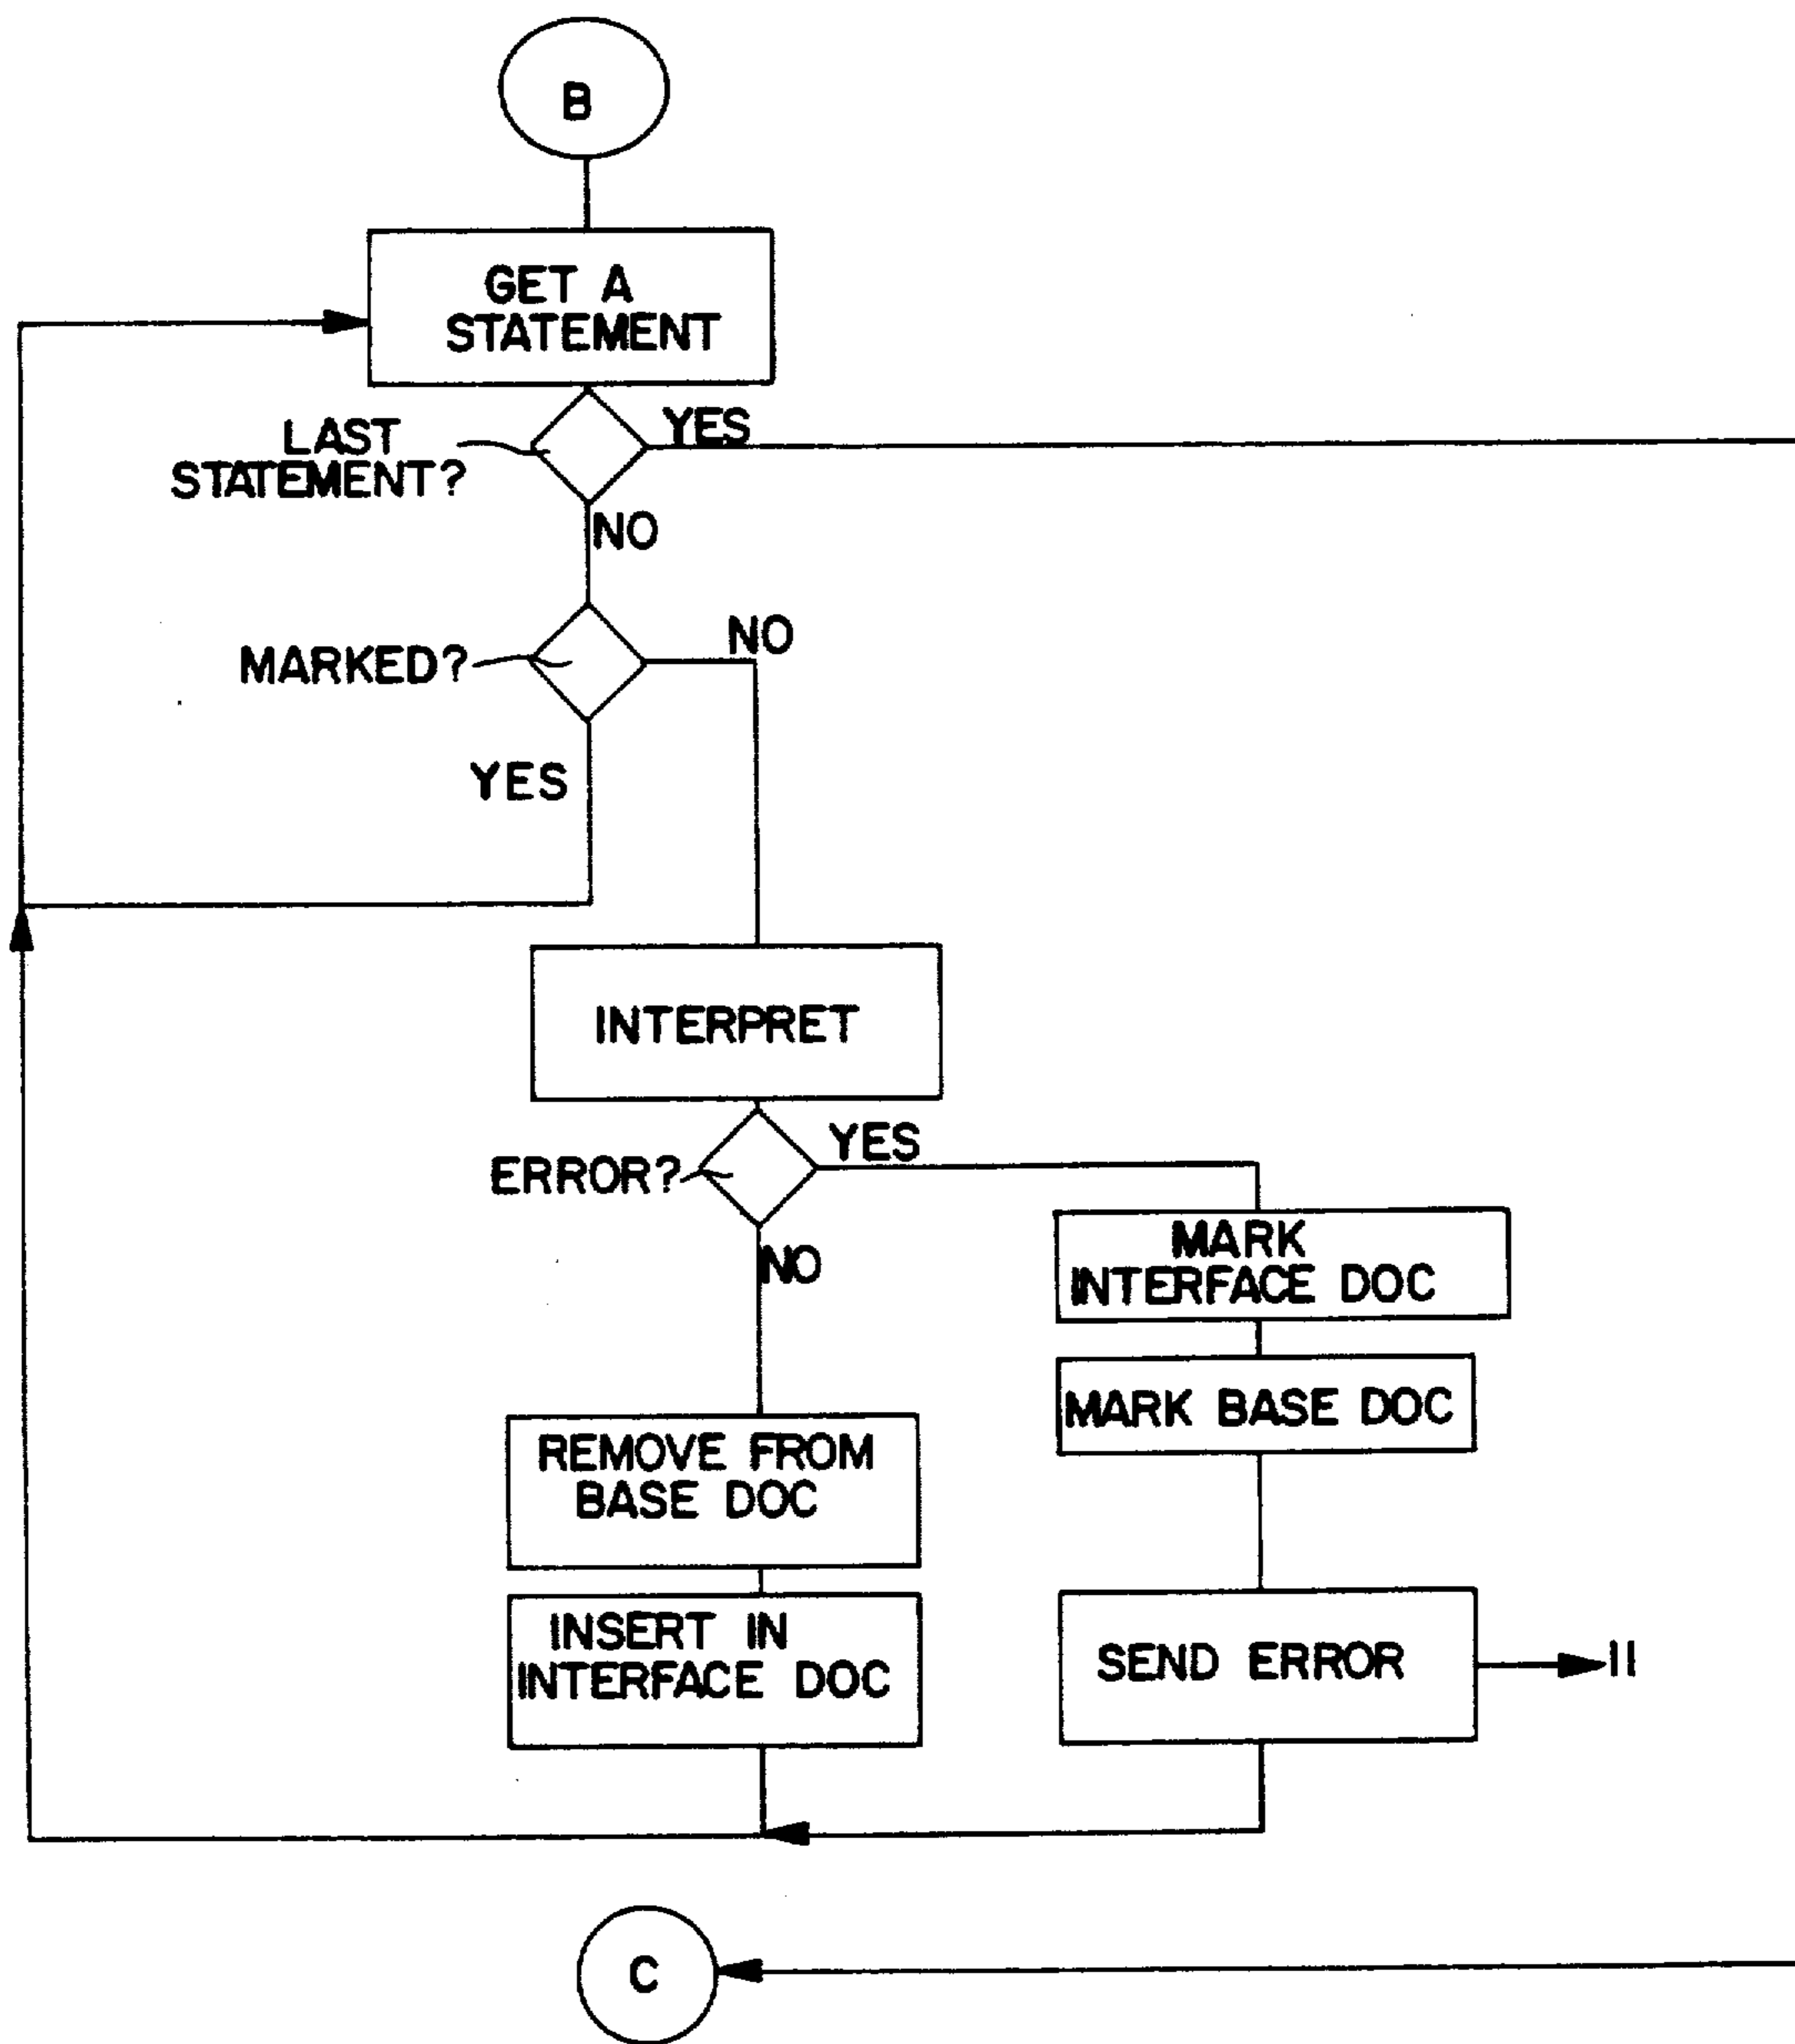 B
GET A
STATEMENT
LAST
STATEMENT?
YES
NO
MARKED?
NO
YES
INTERPRET
ERROR?
YES
NO
MARK
INTERFACE DOC
MARK BASE DOC
REMOVE FROM
BASE DOC
INSERT IN
INTERFACE DOC
SEND ERROR
11
C